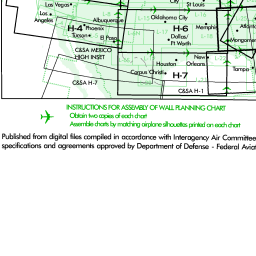 Las Vegas
City
St Louis
Los
Angeles
Albuquerque
Oklahoma City
H-4
Phoenix
H-6
Memphis
Atlanta
Tucson
El Paso
Dallas/
Ft Worth
Montgomery
C&SA MEXICO
HIGH INSET
Houston
New
Orleans
Tampa
Corpus Christi
H-7
C&SA H-7
C&SA H-1
INSTRUCTIONS FOR ASSEMBLY OF WALL PLANNING CHART
Obtain two copies of each chart
Assemble charts by matching airplane silhouettes printed on each chart
Published from digital files compiled in accordance with Interagency Air Committee
specifications and agreements approved by Department of Defense - Federal Aviat